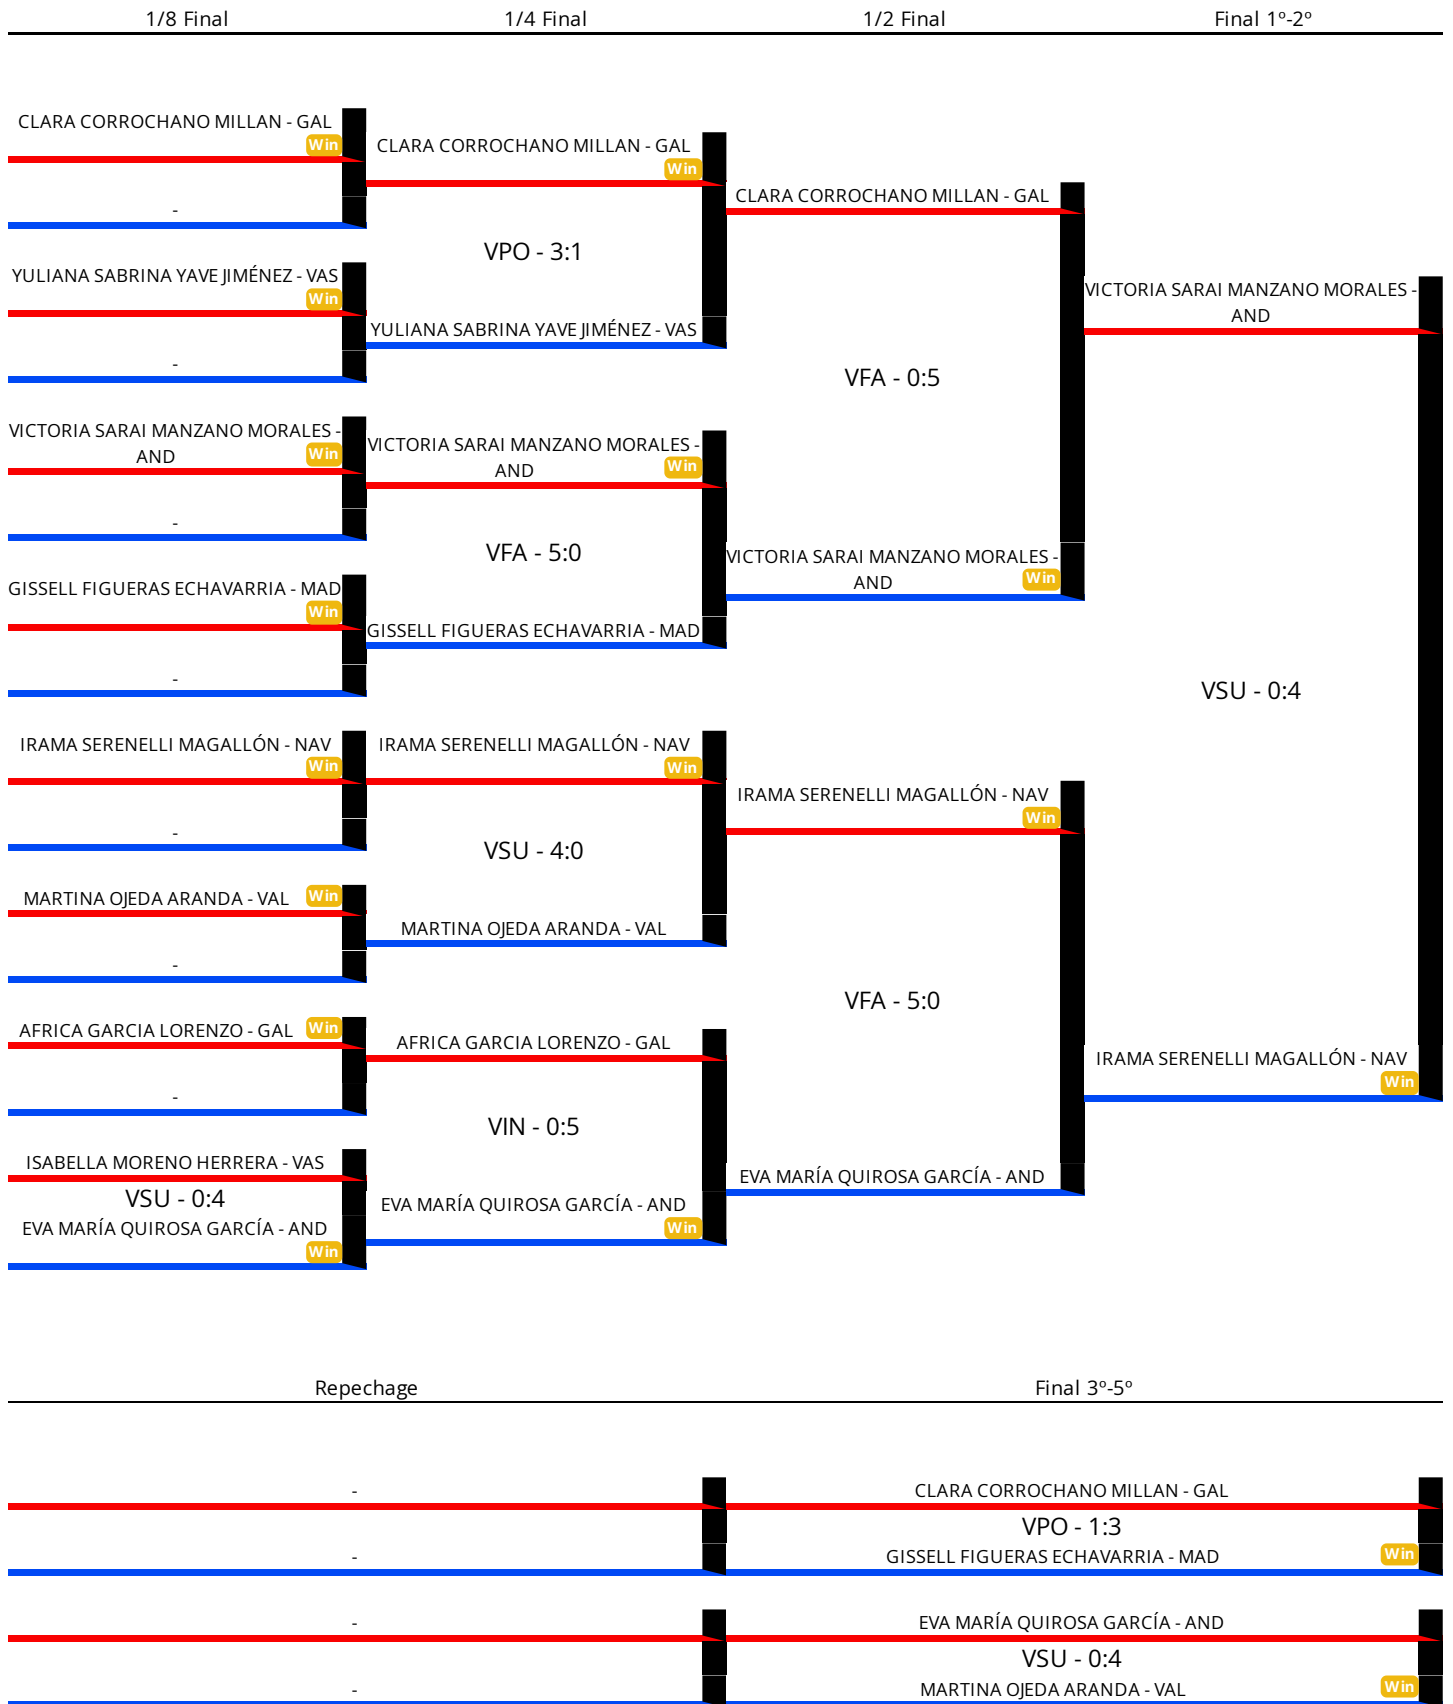 1/8 Final
1/4 Final
1/2 Final
Final 1º-2º
CLARA CORROCHANO MILLAN - GAL
Win
-
YULIANA SABRINA YAVE JIMÉNEZ - VAS
Win
-
VICTORIA SARAI MANZANO MORALES -
AND
Win
-
GISSELL FIGUERAS ECHAVARRIA - MAD
Win
-
IRAMA SERENELLI MAGALLÓN - NAV
Win
-
MARTINA OJEDA ARANDA - VAL
Win
-
AFRICA GARCIA LORENZO - GAL
Win
-
ISABELLA MORENO HERRERA - VAS
VSU - 0:4
EVA MARÍA QUIROSA GARCÍA - AND
Win
CLARA CORROCHANO MILLAN - GAL
Win
VPO - 3:1
YULIANA SABRINA YAVE JIMÉNEZ - VAS
VICTORIA SARAI MANZANO MORALES -
AND
Win
VFA - 5:0
GISSELL FIGUERAS ECHAVARRIA - MAD
IRAMA SERENELLI MAGALLÓN - NAV
Win
VSU - 4:0
MARTINA OJEDA ARANDA - VAL
AFRICA GARCIA LORENZO - GAL
VIN - 0:5
EVA MARÍA QUIROSA GARCÍA - AND
Win
CLARA CORROCHANO MILLAN - GAL
VFA - 0:5
VICTORIA SARAI MANZANO MORALES -
AND
Win
IRAMA SERENELLI MAGALLÓN - NAV
Win
VFA - 5:0
EVA MARÍA QUIROSA GARCÍA - AND
VICTORIA SARAI MANZANO MORALES -
AND
VSU - 0:4
IRAMA SERENELLI MAGALLÓN - NAV
Win
Repechage
Final 3º-5º
-
-
CLARA CORROCHANO MILLAN - GAL
VPO - 1:3
GISSELL FIGUERAS ECHAVARRIA - MAD
Win
-
-
EVA MARÍA QUIROSA GARCÍA - AND
VSU - 0:4
MARTINA OJEDA ARANDA - VAL
Win